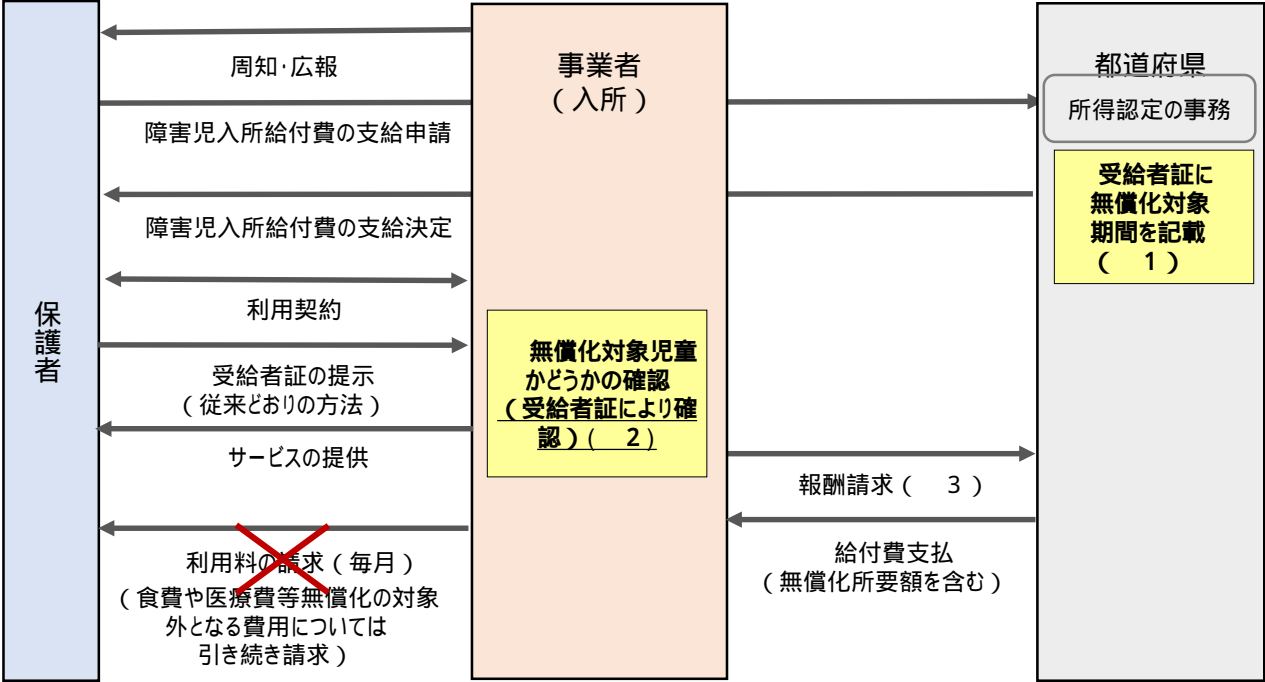 保護者
周知・広報
障害児入所給付費の支給申請
障害児入所給付費の支給決定
利用契約
受給者証の提示
（従来どおりの方法）
サービスの提供
利用料の請求（毎月）
（食費や医療費等無償化の対象
外となる費用については
引き続き請求）
事業者
（入所）
無償化対象児童
かどうかの確認
（受給者証により確
認）（　2）
報酬請求（　3）
給付費支払
（無償化所要額を含む）
都道府県
所得認定の事務
受給者証に
無償化対象
期間を記載
（　1）